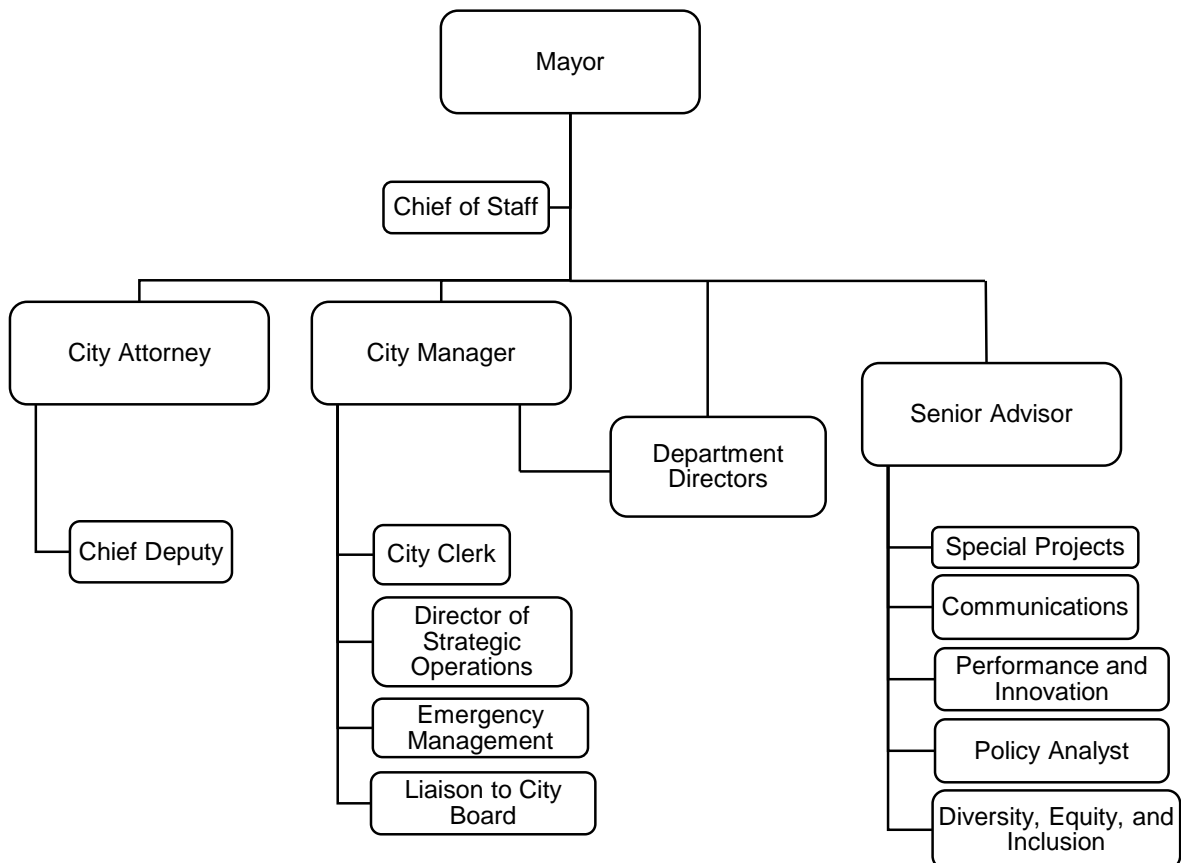 Mayor
Chief of Staff
City Attorney
City Manager
Senior Advisor
Department
Directors
Chief Deputy
City Clerk
Director of
Strategic
Operations
Emergency
Management
Liaison to City
Board
Special Projects
Communications
Performance and
Innovation
Policy Analyst
Diversity, Equity, and
Inclusion